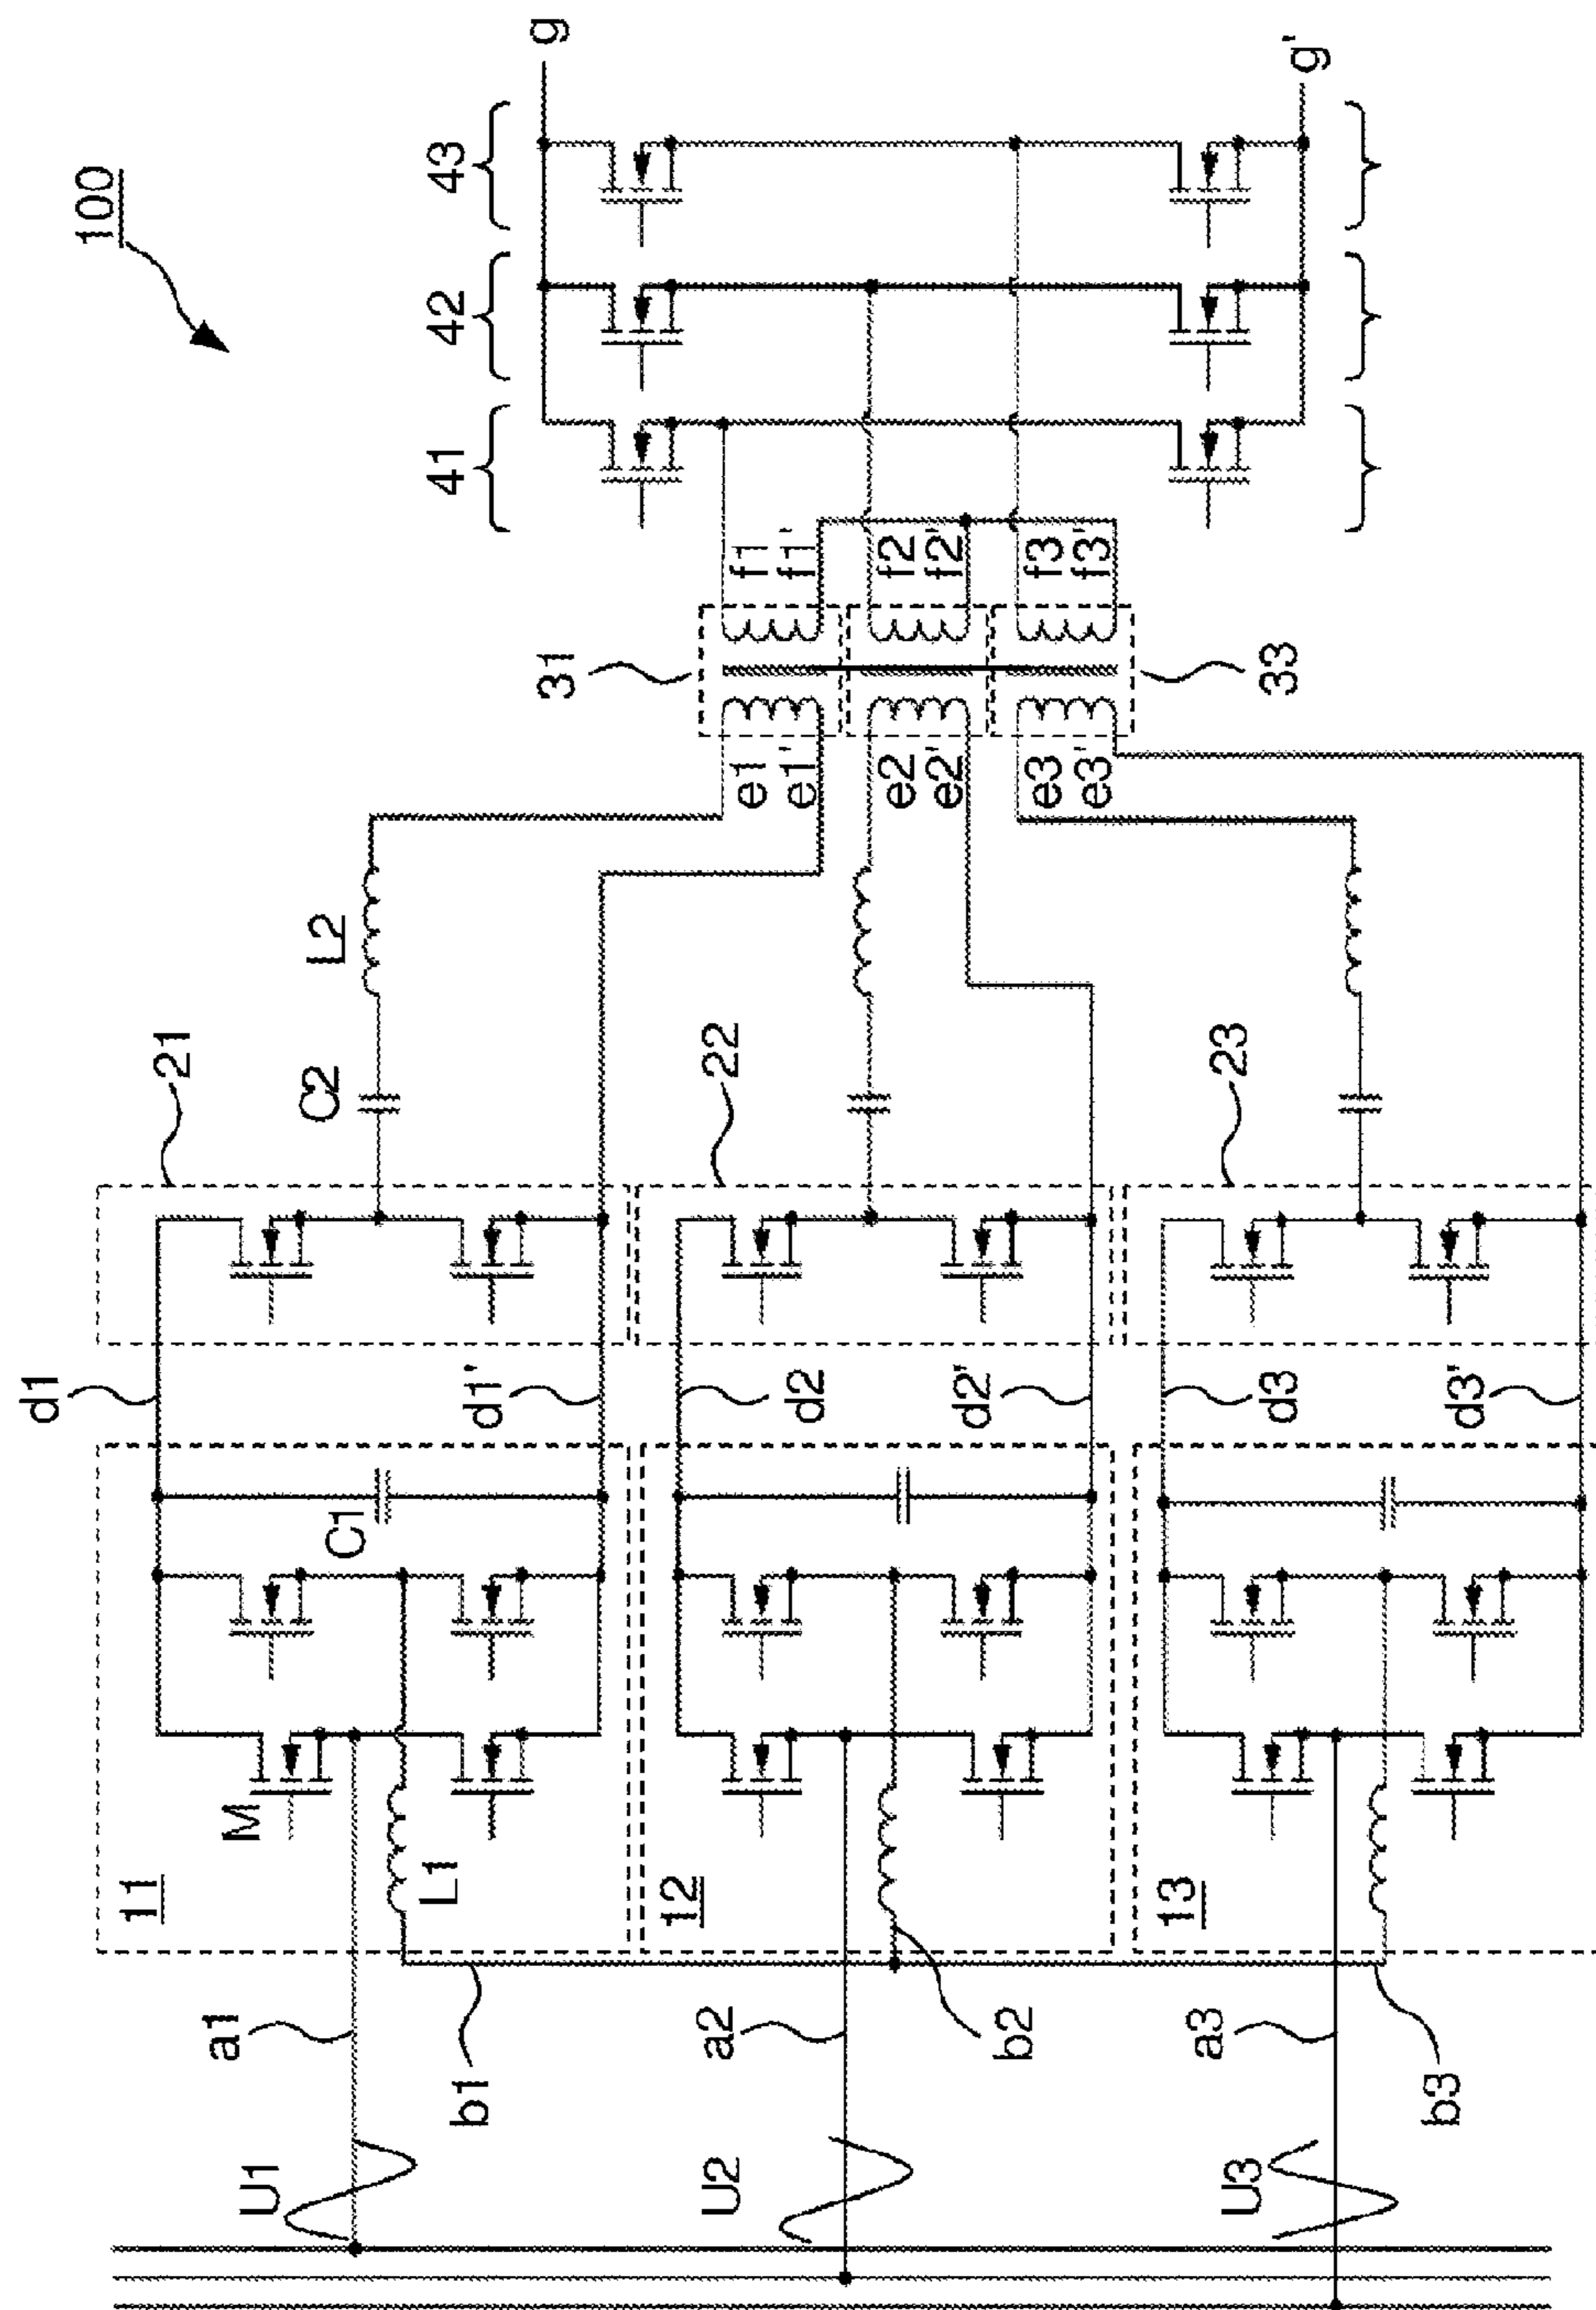 100
g
g'
43
42
41
f1
f1'
f2
f2'
f3
f3'
31
33
e1
e1'
e2
e2'
e3
e3'
L2
C2
21
22
23
d1
d1'
d2
d2'
d3
d3'
C1
M
L1
11
12
13
a1
b1
a2
b2
a3
b3
U1
U2
U3